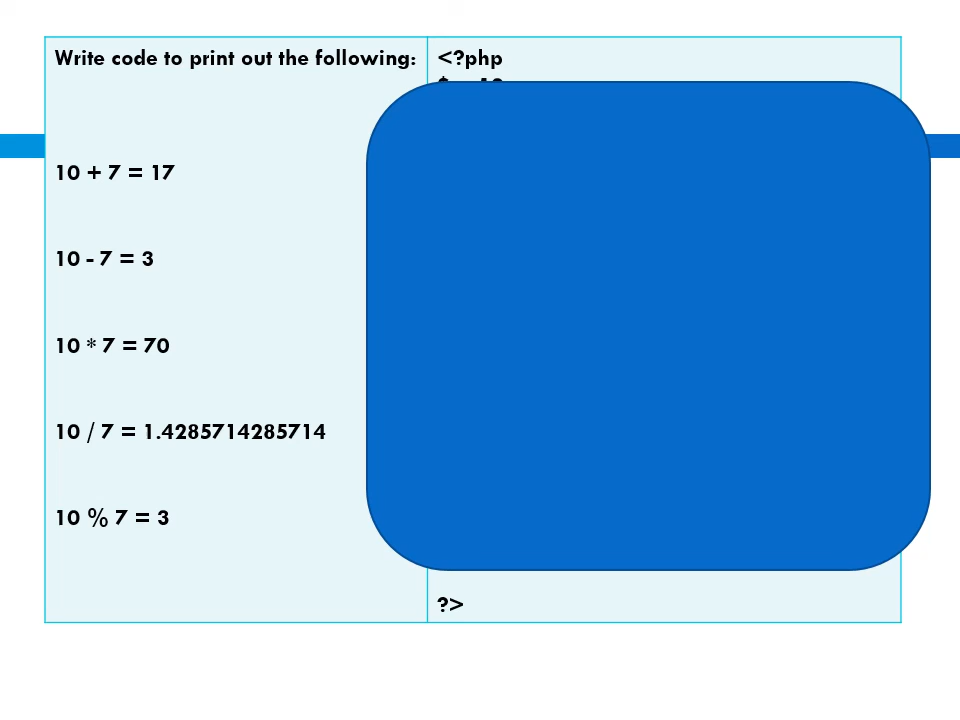 Write code to print out the following:
10 + 7 = 17
10 - 7 = 3
10 * 7 = 70
10 / 7 = 1.4285714285714
10 % 7 = 3
<?php
?>